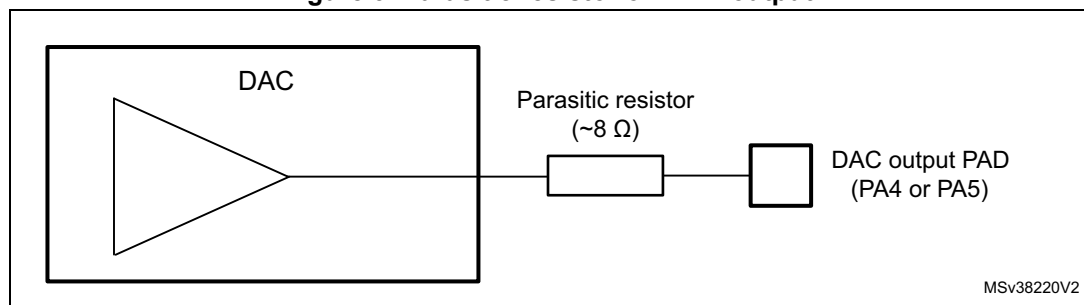 DAC
Parasitic resistor
(~8 Ω)
DAC output PAD
(PA4 or PA5)
MSv38220V2